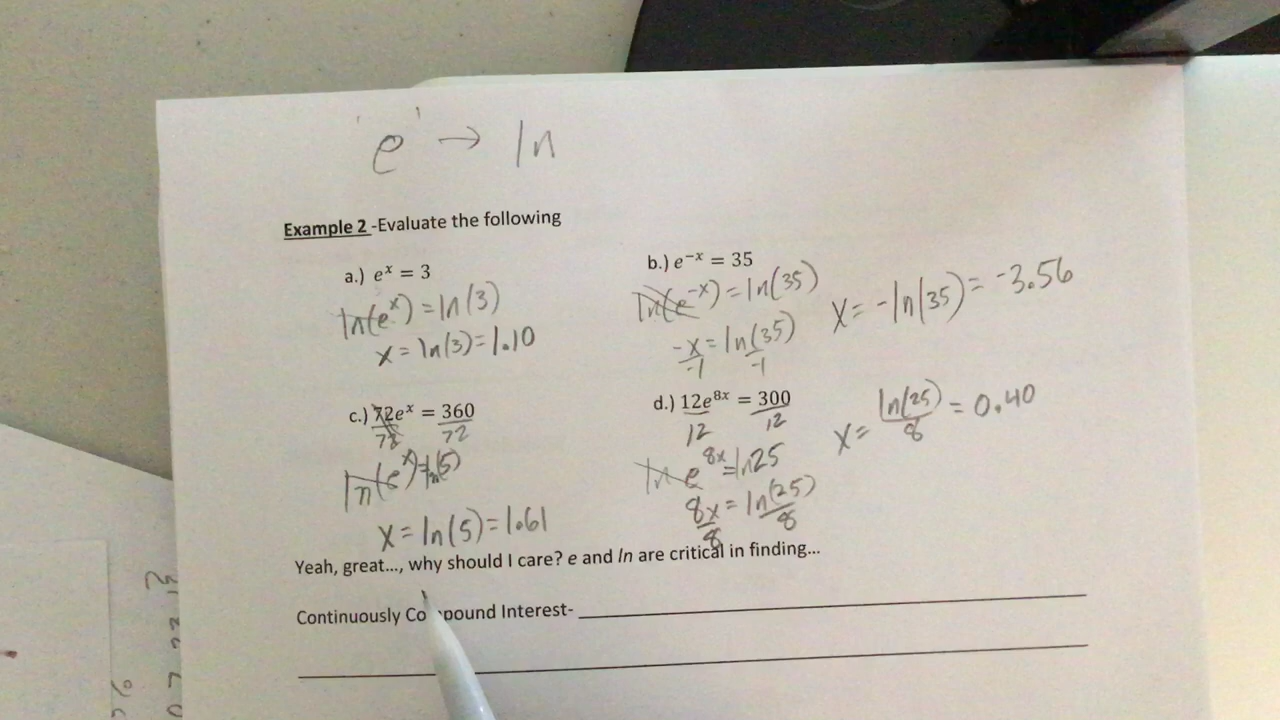 'e' → ln
Example 2 -Evaluate the following
a.) e^x = 3
ln(e^x) = ln(3)
x = ln(3) = 1.10
b.) e^−x = 35
ln(e^-x) = ln(35)
-x = ln(35)
-1 -1
x = -ln(35) = -3.56
c.) 72e^x = 360
72 72
ln(e^x) = ln(5)
x = ln(5) = 1.61
d.) 12e^8x = 300
12 12
ln e^8x = ln25
8x = ln(25)
8 8
x = ln(25)/8 = 0.40
Yeah, great..., why should I care? e and ln are critical in finding...
Continuously Compound Interest-